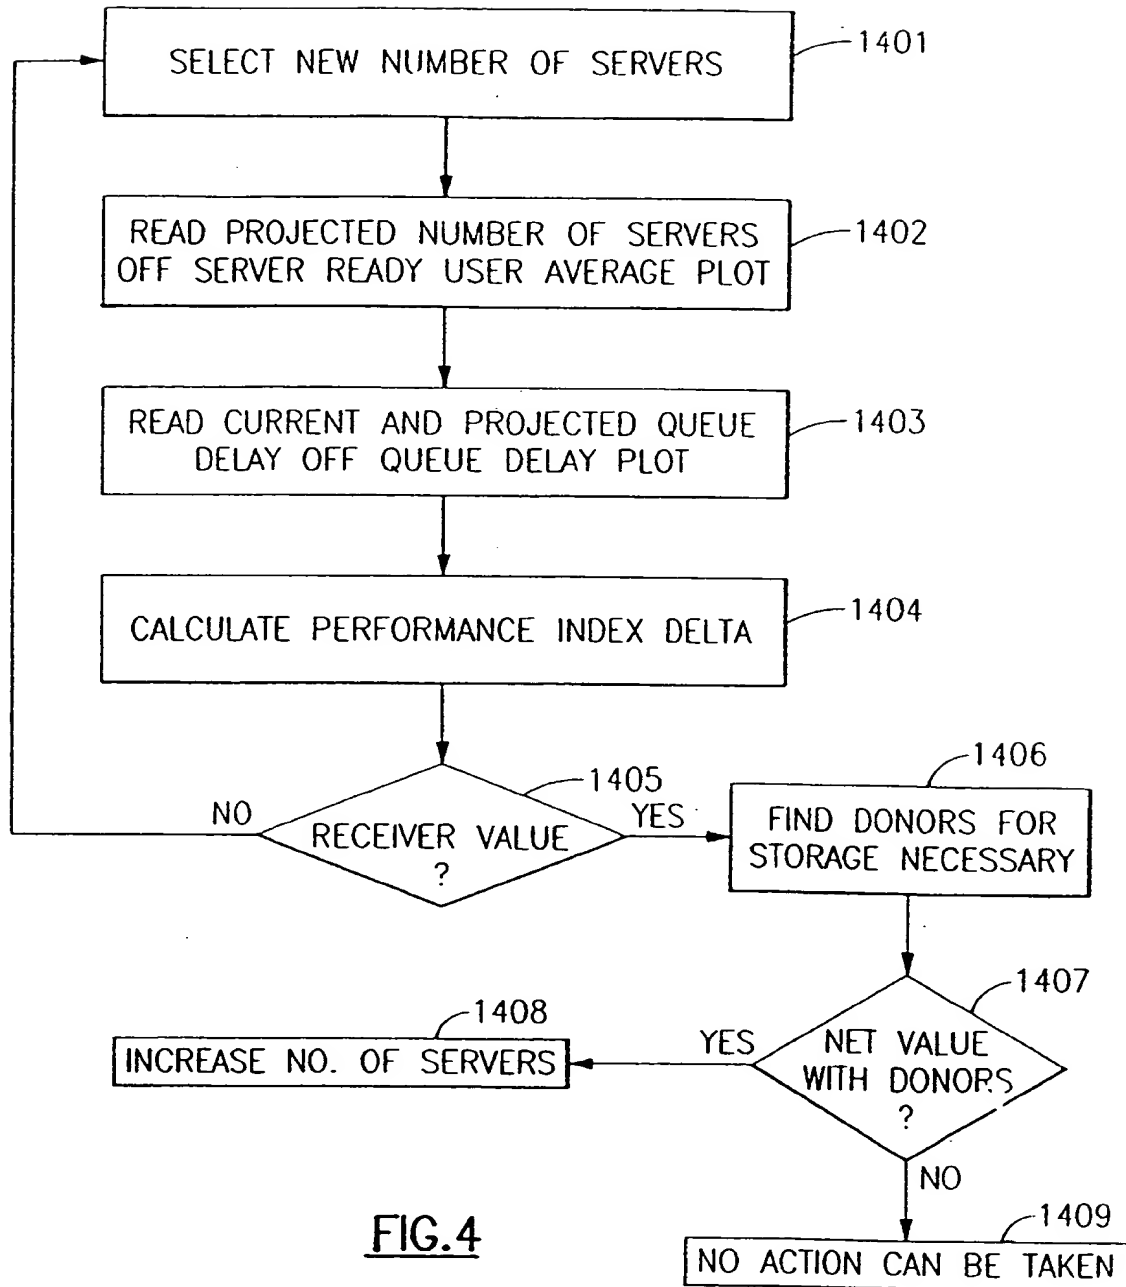 SELECT NEW NUMBER OF SERVERS
1401
READ PROJECTED NUMBER OF SERVERS
OFF SERVER READY USER AVERAGE PLOT
1402
READ CURRENT AND PROJECTED QUEUE
DELAY OFF QUEUE DELAY PLOT
1403
CALCULATE PERFORMANCE INDEX DELTA
1404
1405
NO
RECEIVER VALUE
?
YES
1406
FIND DONORS FOR
STORAGE NECESSARY
1407
NET VALUE
WITH DONORS
?
YES
1408
INCREASE NO. OF SERVERS
NO
1409
NO ACTION CAN BE TAKEN
FIG.4